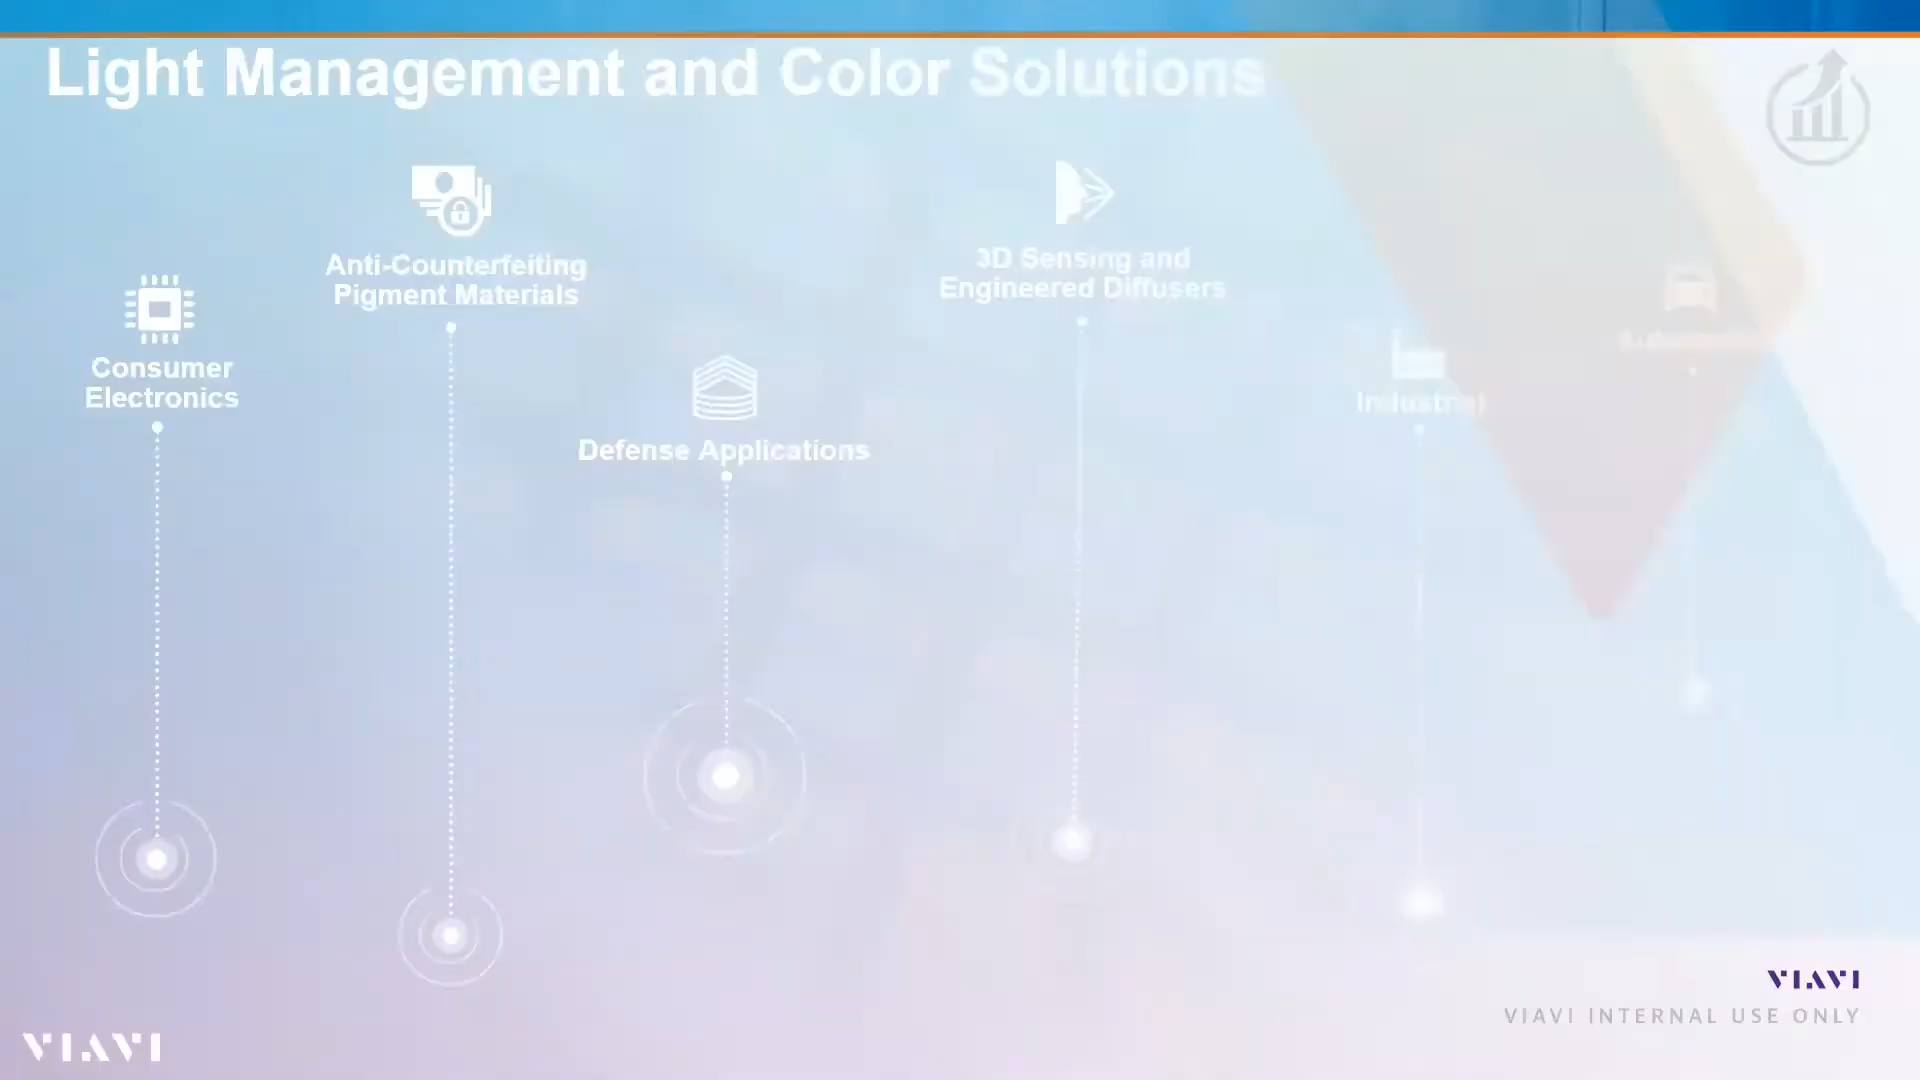 Light Management and Color Solutions
Anti-Counterfeiting
Pigment Materials
3D Sensing and
Engineered Diffusers
Consumer
Electronics
Industrial
Defense Applications
VIAVI
VIAVI INTERNAL USE ONLY
VIAVI